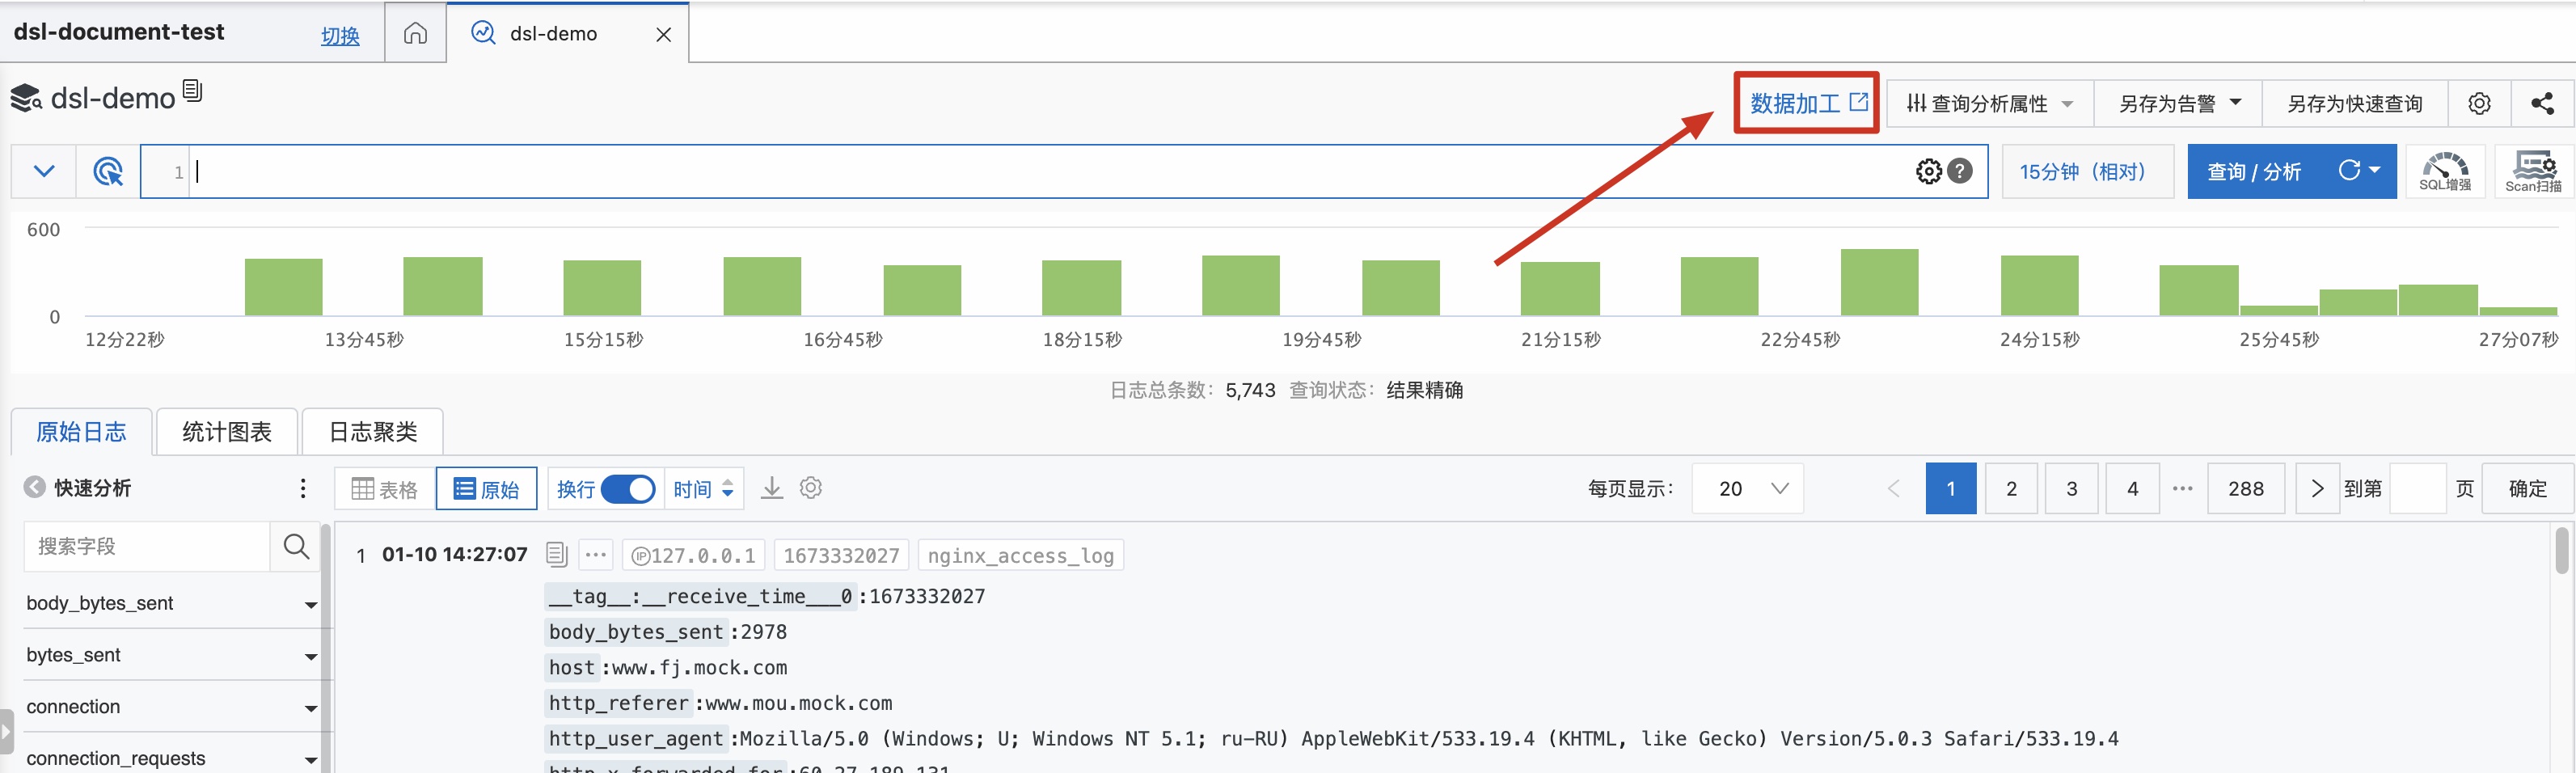 dsl-document-test 切换 dsl-demo
dsl-demo 数据加工 查询分析属性 另存为告警 另存为快速查询
1 15分钟（相对） 查询 / 分析 SQL增强 Scan扫描
600
0
12分22秒 13分45秒 15分15秒 16分45秒 18分15秒 19分45秒 21分15秒 22分45秒 24分15秒 25分45秒 27分07秒
日志总条数：5,743 查询状态：结果精确
原始日志 统计图表 日志聚类
快速分析 表格 原始 换行 时间 每页显示： 20 1 2 3 4 ··· 288 到第 页 确定
搜索字段
1 01-10 14:27:07 ··· IP 127.0.0.1 1673332027 nginx_access_log
__tag__:__receive_time___0 :1673332027
body_bytes_sent
body_bytes_sent :2978
bytes_sent
host :www.fj.mock.com
connection
http_referer :www.mou.mock.com
http_user_agent :Mozilla/5.0 (Windows; U; Windows NT 5.1; ru-RU) AppleWebKit/533.19.4 (KHTML, like Gecko) Version/5.0.3 Safari/533.19.4
connection_requests
http_x_forwarded_for :60.27.189.131